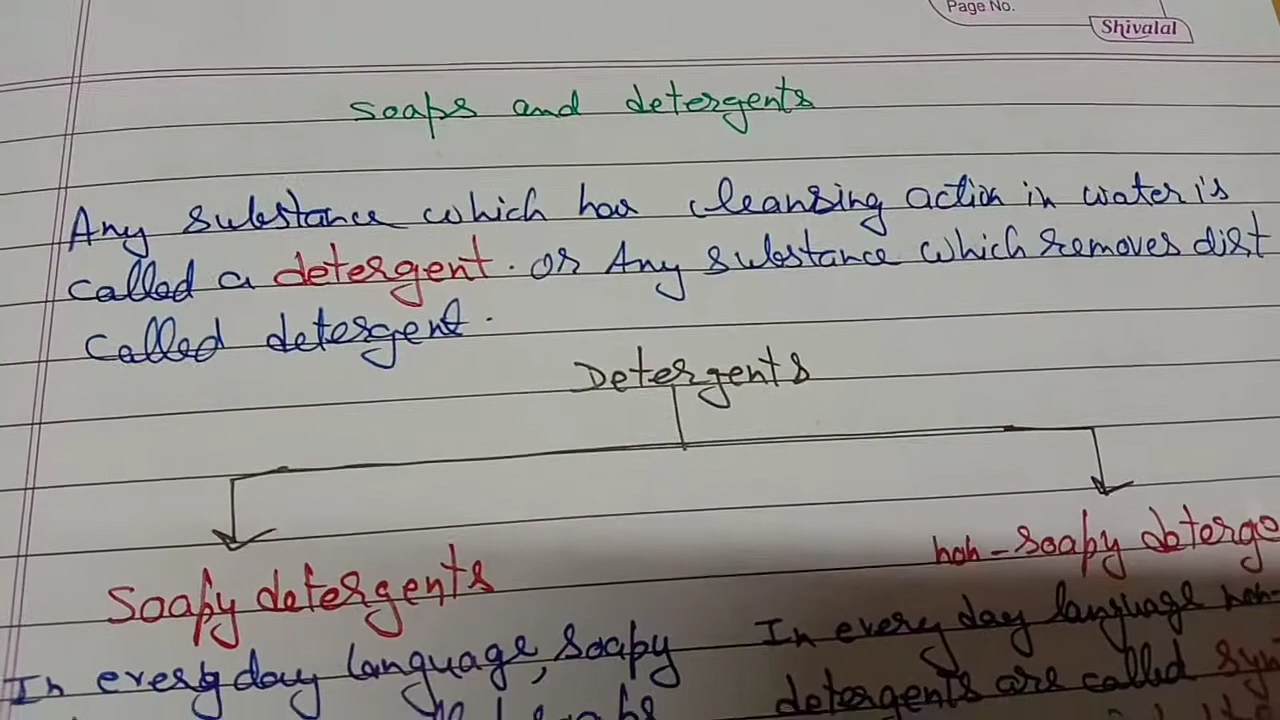 Page No.
Shivalal
Soaps and detergents
Any substance which has cleansing action in water is
called a detergent. or Any substance which removes dirt
called detergent.
Detergents
Soapy detergents
non-soapy deterge
In every day language, soapy
In every day language non-
detergents are called syn